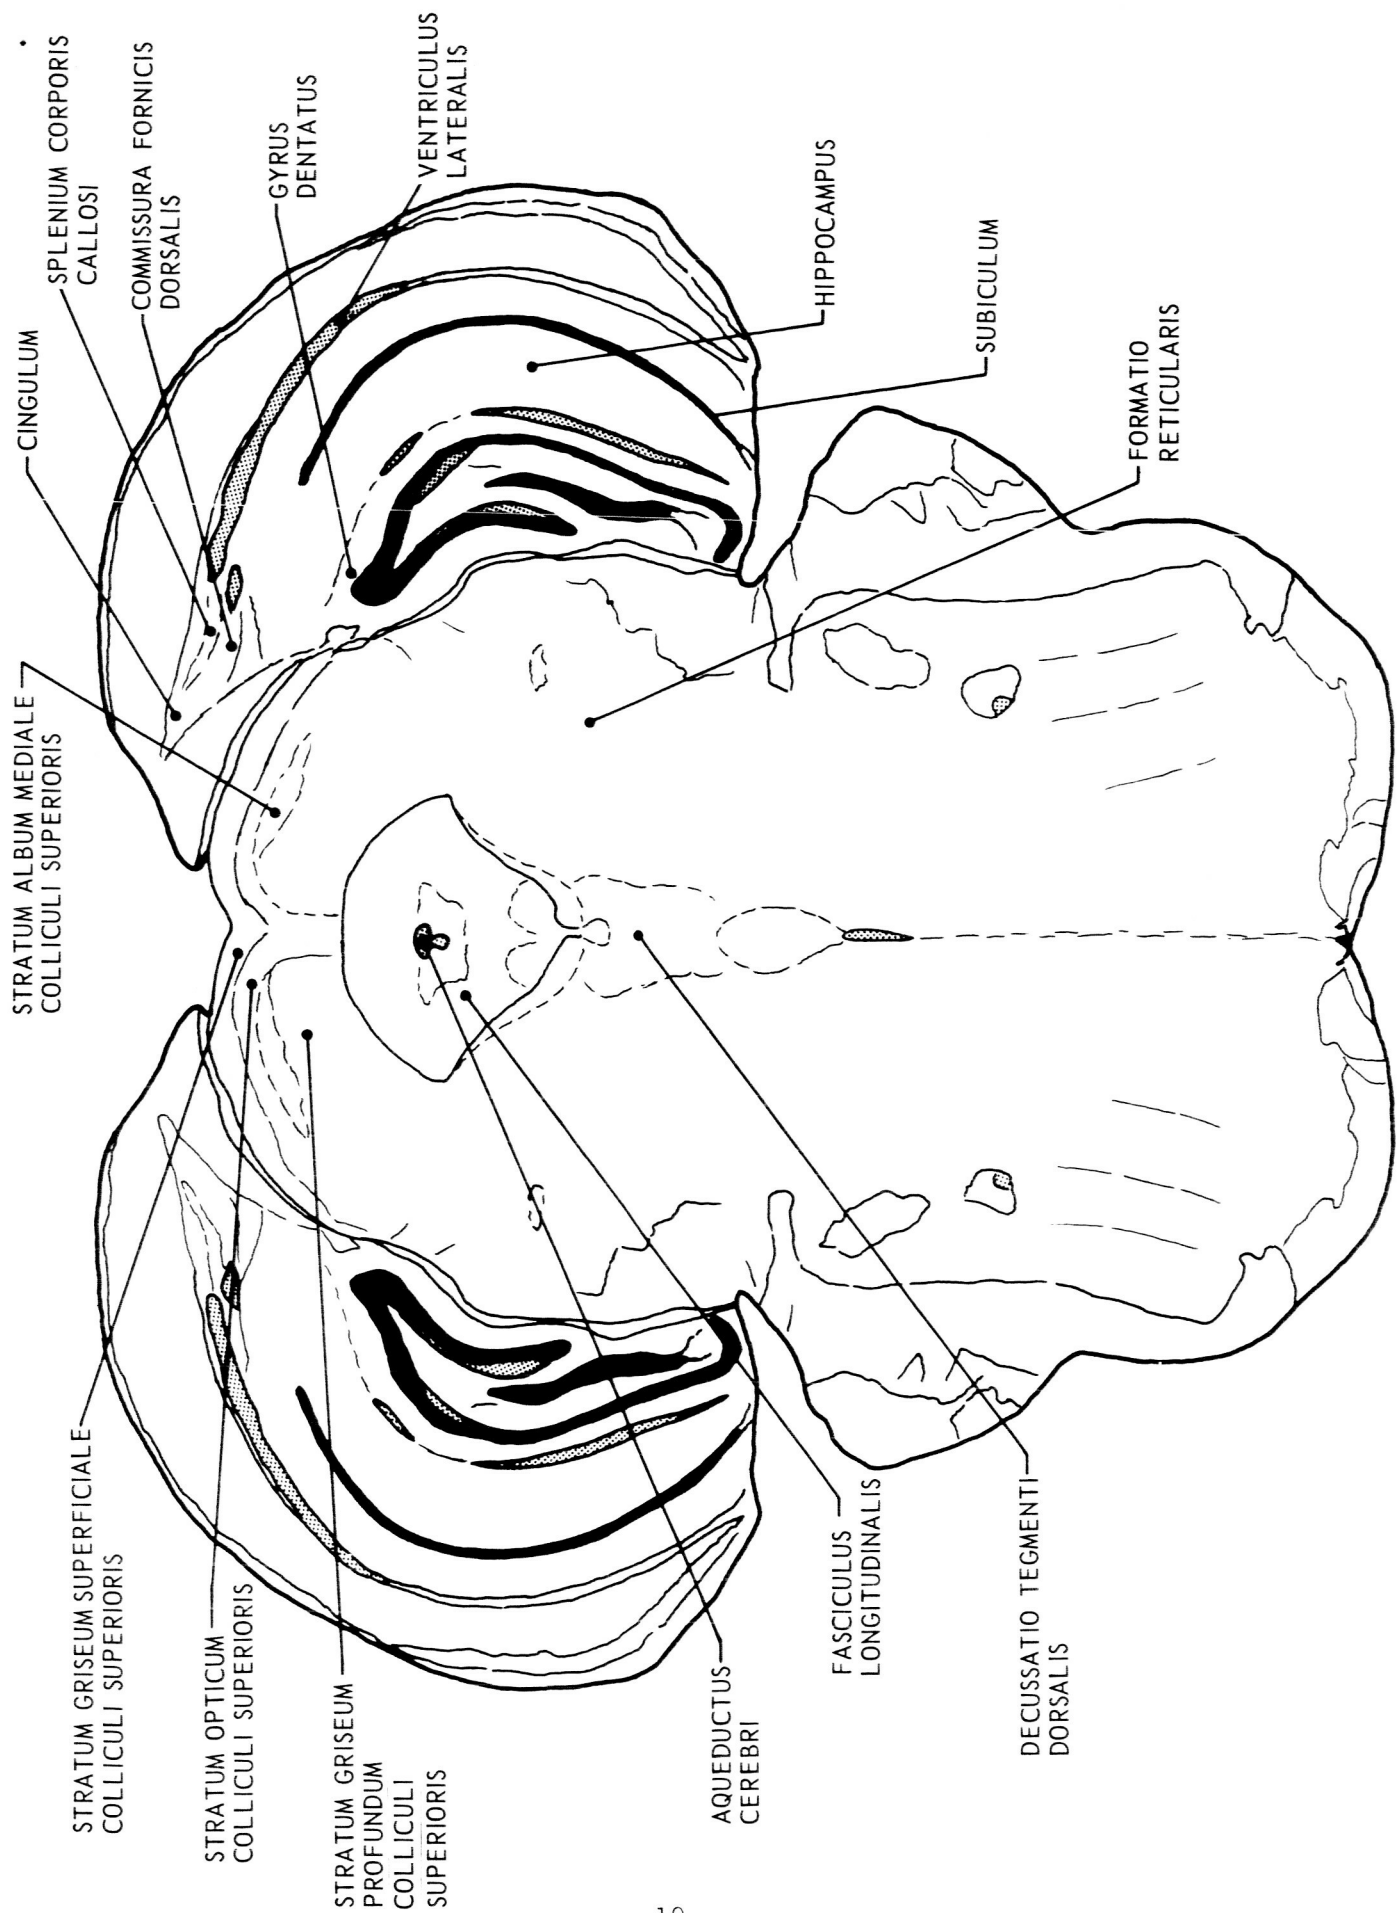 STRATUM ALBUM MEDIALE
COLLICULI SUPERIORIS
CINGULUM
SPLENIUM CORPORIS
CALLOSI
COMMISSURA FORNICIS
DORSALIS
GYRUS
DENTATUS
VENTRICULUS
LATERALIS
HIPPOCAMPUS
SUBICULUM
FORMATIO
RETICULARIS
STRATUM GRISEUM SUPERFICIALE
COLLICULI SUPERIORIS
STRATUM OPTICUM
COLLICULI SUPERIORIS
STRATUM GRISEUM
PROFUNDUM
COLLICULI
SUPERIORIS
AQUEDUCTUS
CEREBRI
FASCICULUS
LONGITUDINALIS
DECUSSATIO TEGMENTI
DORSALIS